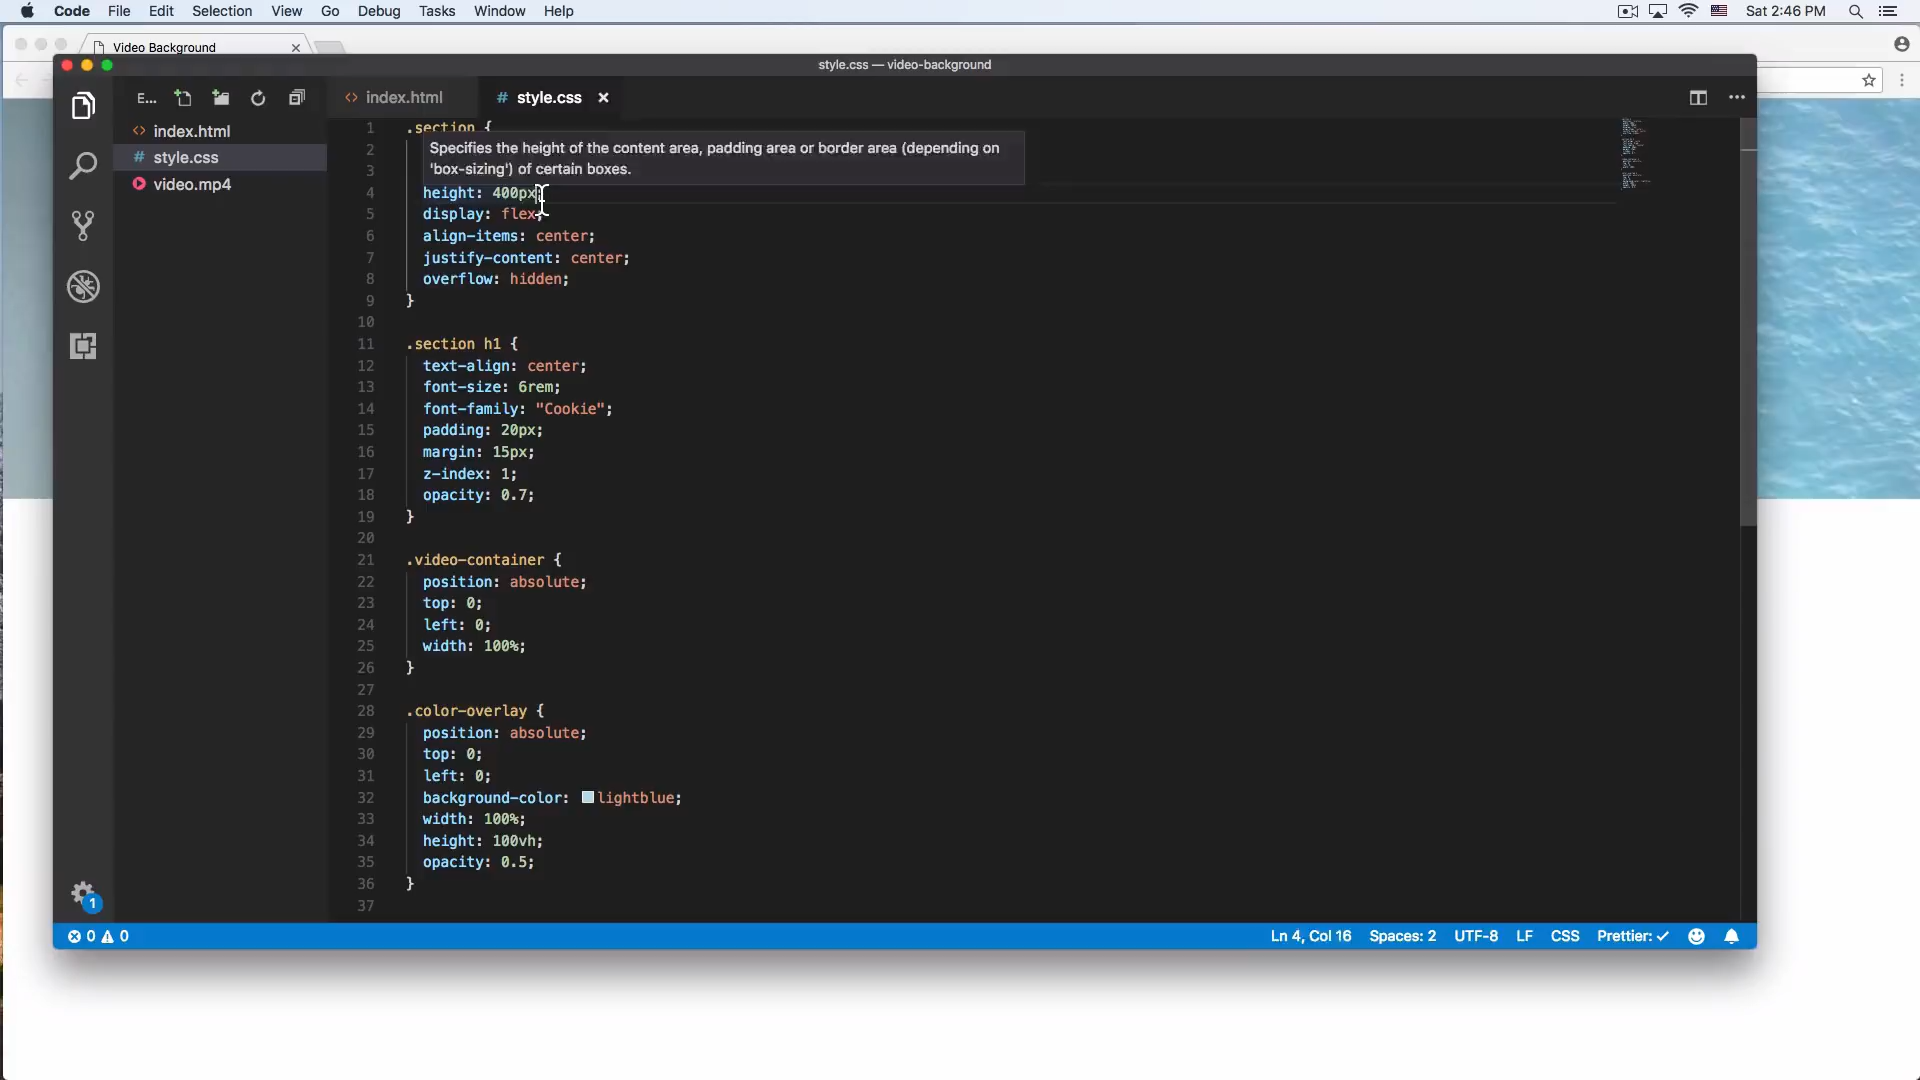 Code File Edit Selection View Go Debug Tasks Window Help Sat 2:46 PM
Video Background
style.css — video-background
E...
index.html
style.css
index.html
style.css
video.mp4
1 .section {
2
3
Specifies the height of the content area, padding area or border area (depending on
'box-sizing') of certain boxes.
4 height: 400px;
5 display: flex;
6 align-items: center;
7 justify-content: center;
8 overflow: hidden;
9 }
10
11 .section h1 {
12 text-align: center;
13 font-size: 6rem;
14 font-family: "Cookie";
15 padding: 20px;
16 margin: 15px;
17 z-index: 1;
18 opacity: 0.7;
19 }
20
21 .video-container {
22 position: absolute;
23 top: 0;
24 left: 0;
25 width: 100%;
26 }
27
28 .color-overlay {
29 position: absolute;
30 top: 0;
31 left: 0;
32 background-color: lightblue;
33 width: 100%;
34 height: 100vh;
35 opacity: 0.5;
36 }
37
1
0 0 Ln 4, Col 16 Spaces: 2 UTF-8 LF CSS Prettier: ✓